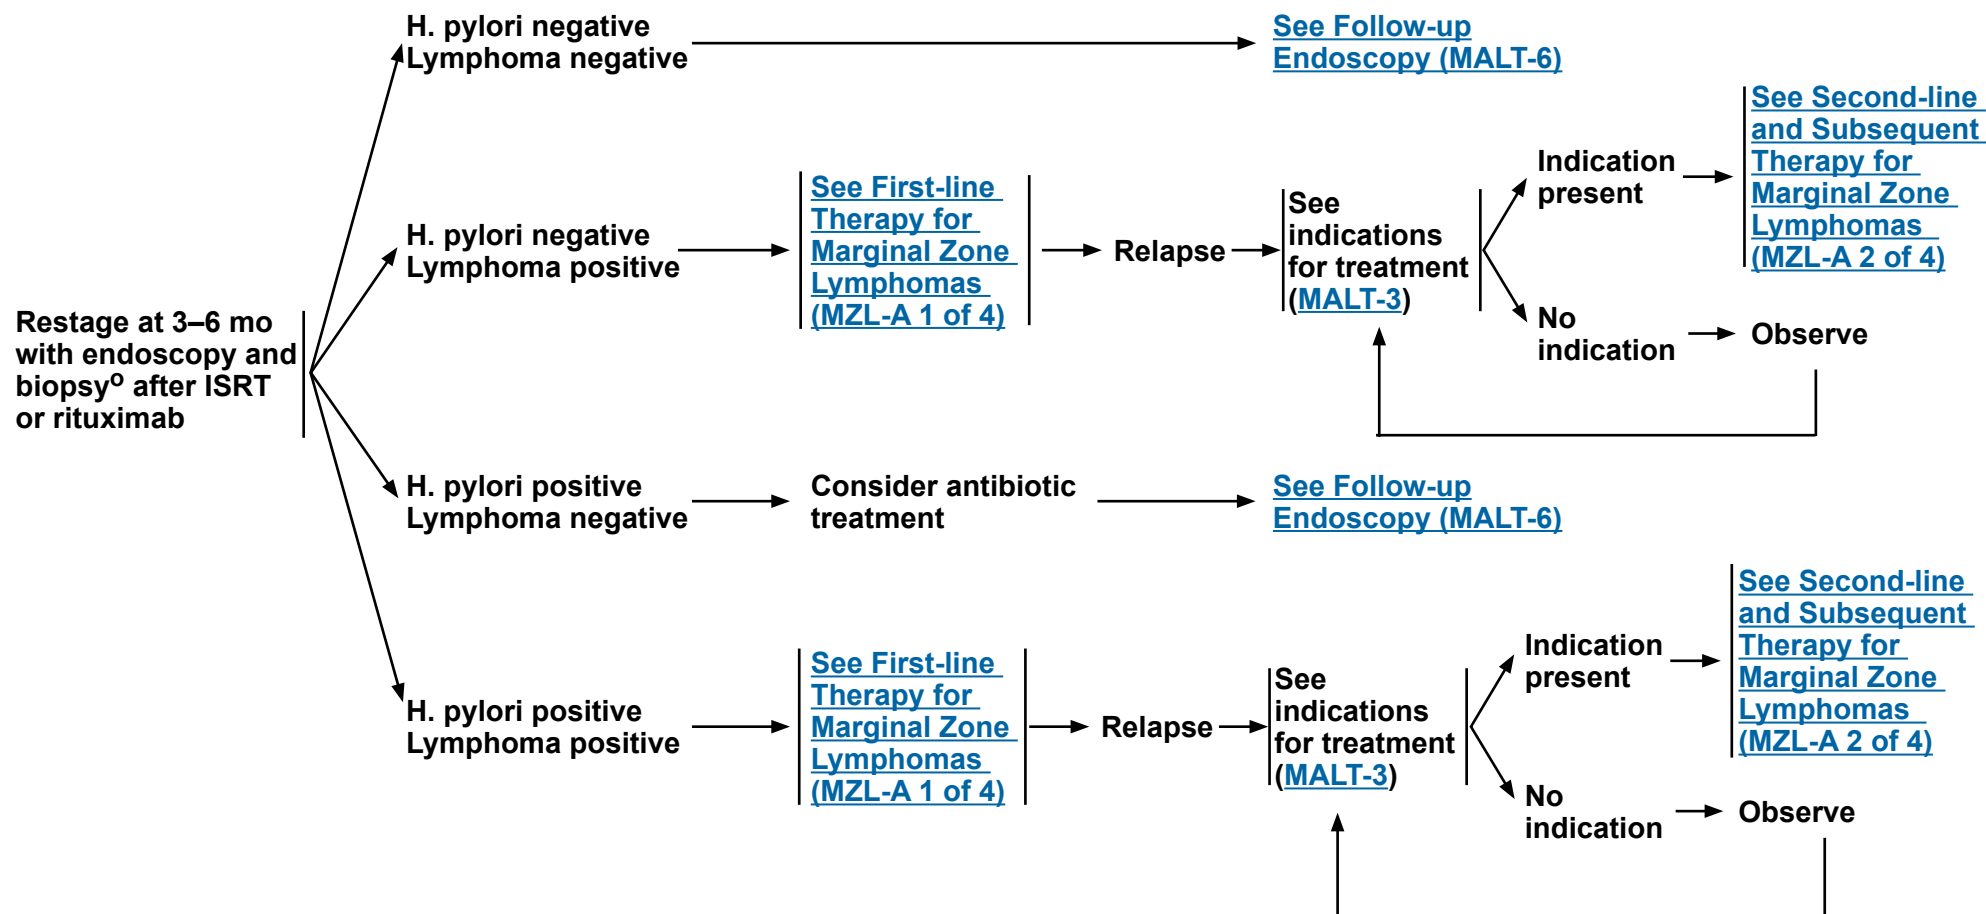 Restage at 3–6 mo
with endoscopy and
biopsyo after ISRT
or rituximab
H. pylori negative
Lymphoma negative
See Follow-up
Endoscopy (MALT-6)
H. pylori negative
Lymphoma positive
See First-line
Therapy for
Marginal Zone
Lymphomas
(MZL-A 1 of 4)
Relapse
See
indications
for treatment
(MALT-3)
Indication
present
See Second-line
and Subsequent
Therapy for
Marginal Zone
Lymphomas
(MZL-A 2 of 4)
No
indication
Observe
H. pylori positive
Lymphoma negative
Consider antibiotic
treatment
See Follow-up
Endoscopy (MALT-6)
H. pylori positive
Lymphoma positive
See First-line
Therapy for
Marginal Zone
Lymphomas
(MZL-A 1 of 4)
Relapse
See
indications
for treatment
(MALT-3)
Indication
present
See Second-line
and Subsequent
Therapy for
Marginal Zone
Lymphomas
(MZL-A 2 of 4)
No
indication
Observe